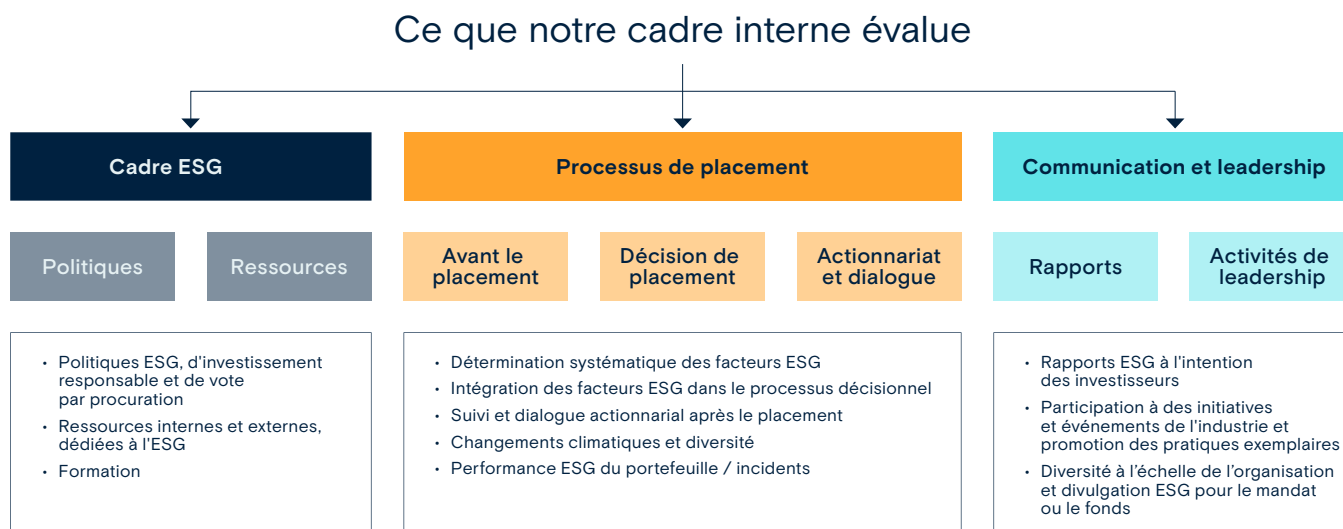 Ce que notre cadre interne évalue
Cadre ESG
Processus de placement
Communication et leadership
Politiques
Ressources
Avant le
placement
Décision de
placement
Actionnariat
et dialogue
Rapports
Activités de
leadership
• Politiques ESG, d'investissement
responsable et de vote
par procuration
• Ressources internes et externes,
dédiées à l'ESG
• Formation
• Détermination systématique des facteurs ESG
• Intégration des facteurs ESG dans le processus décisionnel
• Suivi et dialogue actionnarial après le placement
• Changements climatiques et diversité
• Performance ESG du portefeuille / incidents
• Rapports ESG à l'intention
des investisseurs
• Participation à des initiatives
et événements de l'industrie et
promotion des pratiques exemplaires
• Diversité à l’échelle de l’organisation
et divulgation ESG pour le mandat
ou le fonds